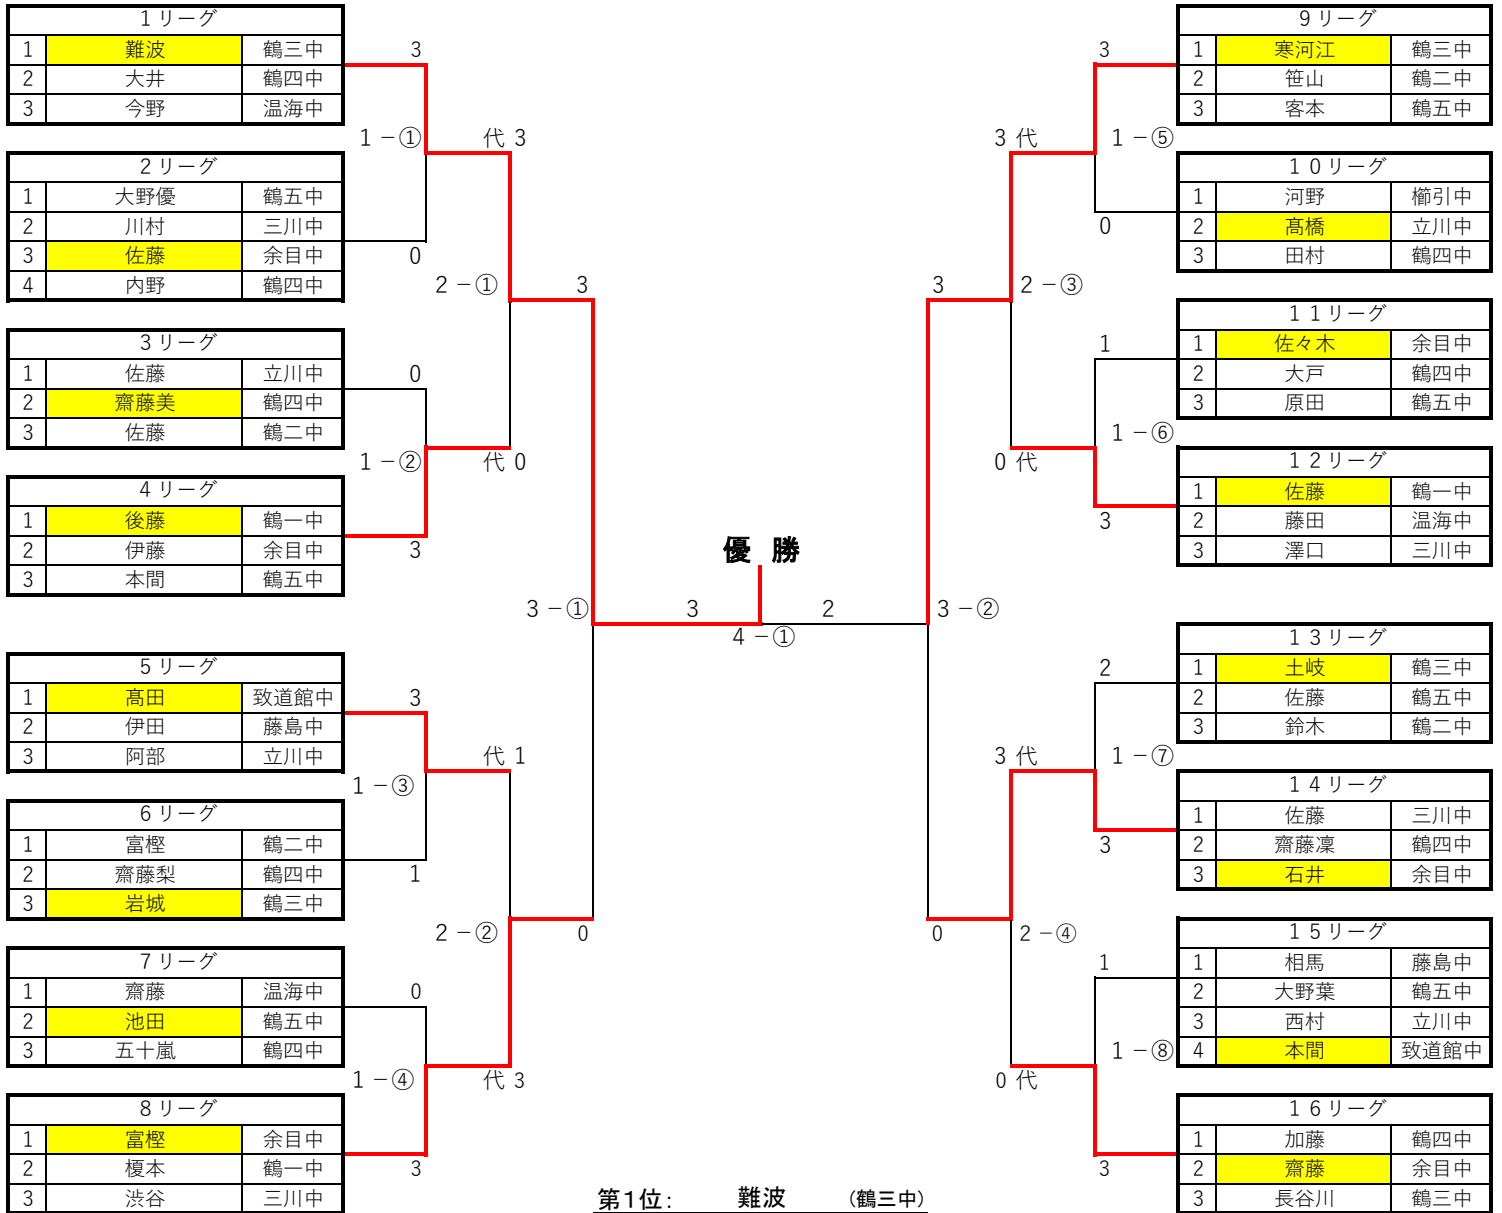 1リーグ
1 難波 鶴三中
2 大井 鶴四中
3 今野 温海中
2リーグ
1 大野優 鶴五中
2 川村 三川中
3 佐藤 余目中
4 内野 鶴四中
3リーグ
1 佐藤 立川中
2 齋藤美 鶴四中
3 佐藤 鶴二中
4リーグ
1 後藤 鶴一中
2 伊藤 余目中
3 本間 鶴五中
5リーグ
1 髙田 致道館中
2 伊田 藤島中
3 阿部 立川中
6リーグ
1 富樫 鶴二中
2 齋藤梨 鶴四中
3 岩城 鶴三中
7リーグ
1 齋藤 温海中
2 池田 鶴五中
3 五十嵐 鶴四中
8リーグ
1 富樫 余目中
2 榎本 鶴一中
3 渋谷 三川中
3
1-①
0
0
1-②
3
3
1-③
1
0
1-④
3
代 3
2-①
代 0
代 1
2-②
代 3
3
3-①
0
優 勝
3
2
4-①
3
3-②
0
3 代
2-③
0 代
3 代
2-④
0 代
3
1-⑤
0
1
1-⑥
3
2
1-⑦
3
1
1-⑧
3
9リーグ
1 寒河江 鶴三中
2 笹山 鶴二中
3 客本 鶴五中
10リーグ
1 河野 櫛引中
2 髙橋 立川中
3 田村 鶴四中
11リーグ
1 佐々木 余目中
2 大戸 鶴四中
3 原田 鶴五中
12リーグ
1 佐藤 鶴一中
2 藤田 温海中
3 澤口 三川中
13リーグ
1 土岐 鶴三中
2 佐藤 鶴五中
3 鈴木 鶴二中
14リーグ
1 佐藤 三川中
2 齋藤凜 鶴四中
3 石井 余目中
15リーグ
1 相馬 藤島中
2 大野葉 鶴五中
3 西村 立川中
4 本間 致道館中
16リーグ
1 加藤 鶴四中
2 齋藤 余目中
3 長谷川 鶴三中
第1位: 難波 (鶴三中)